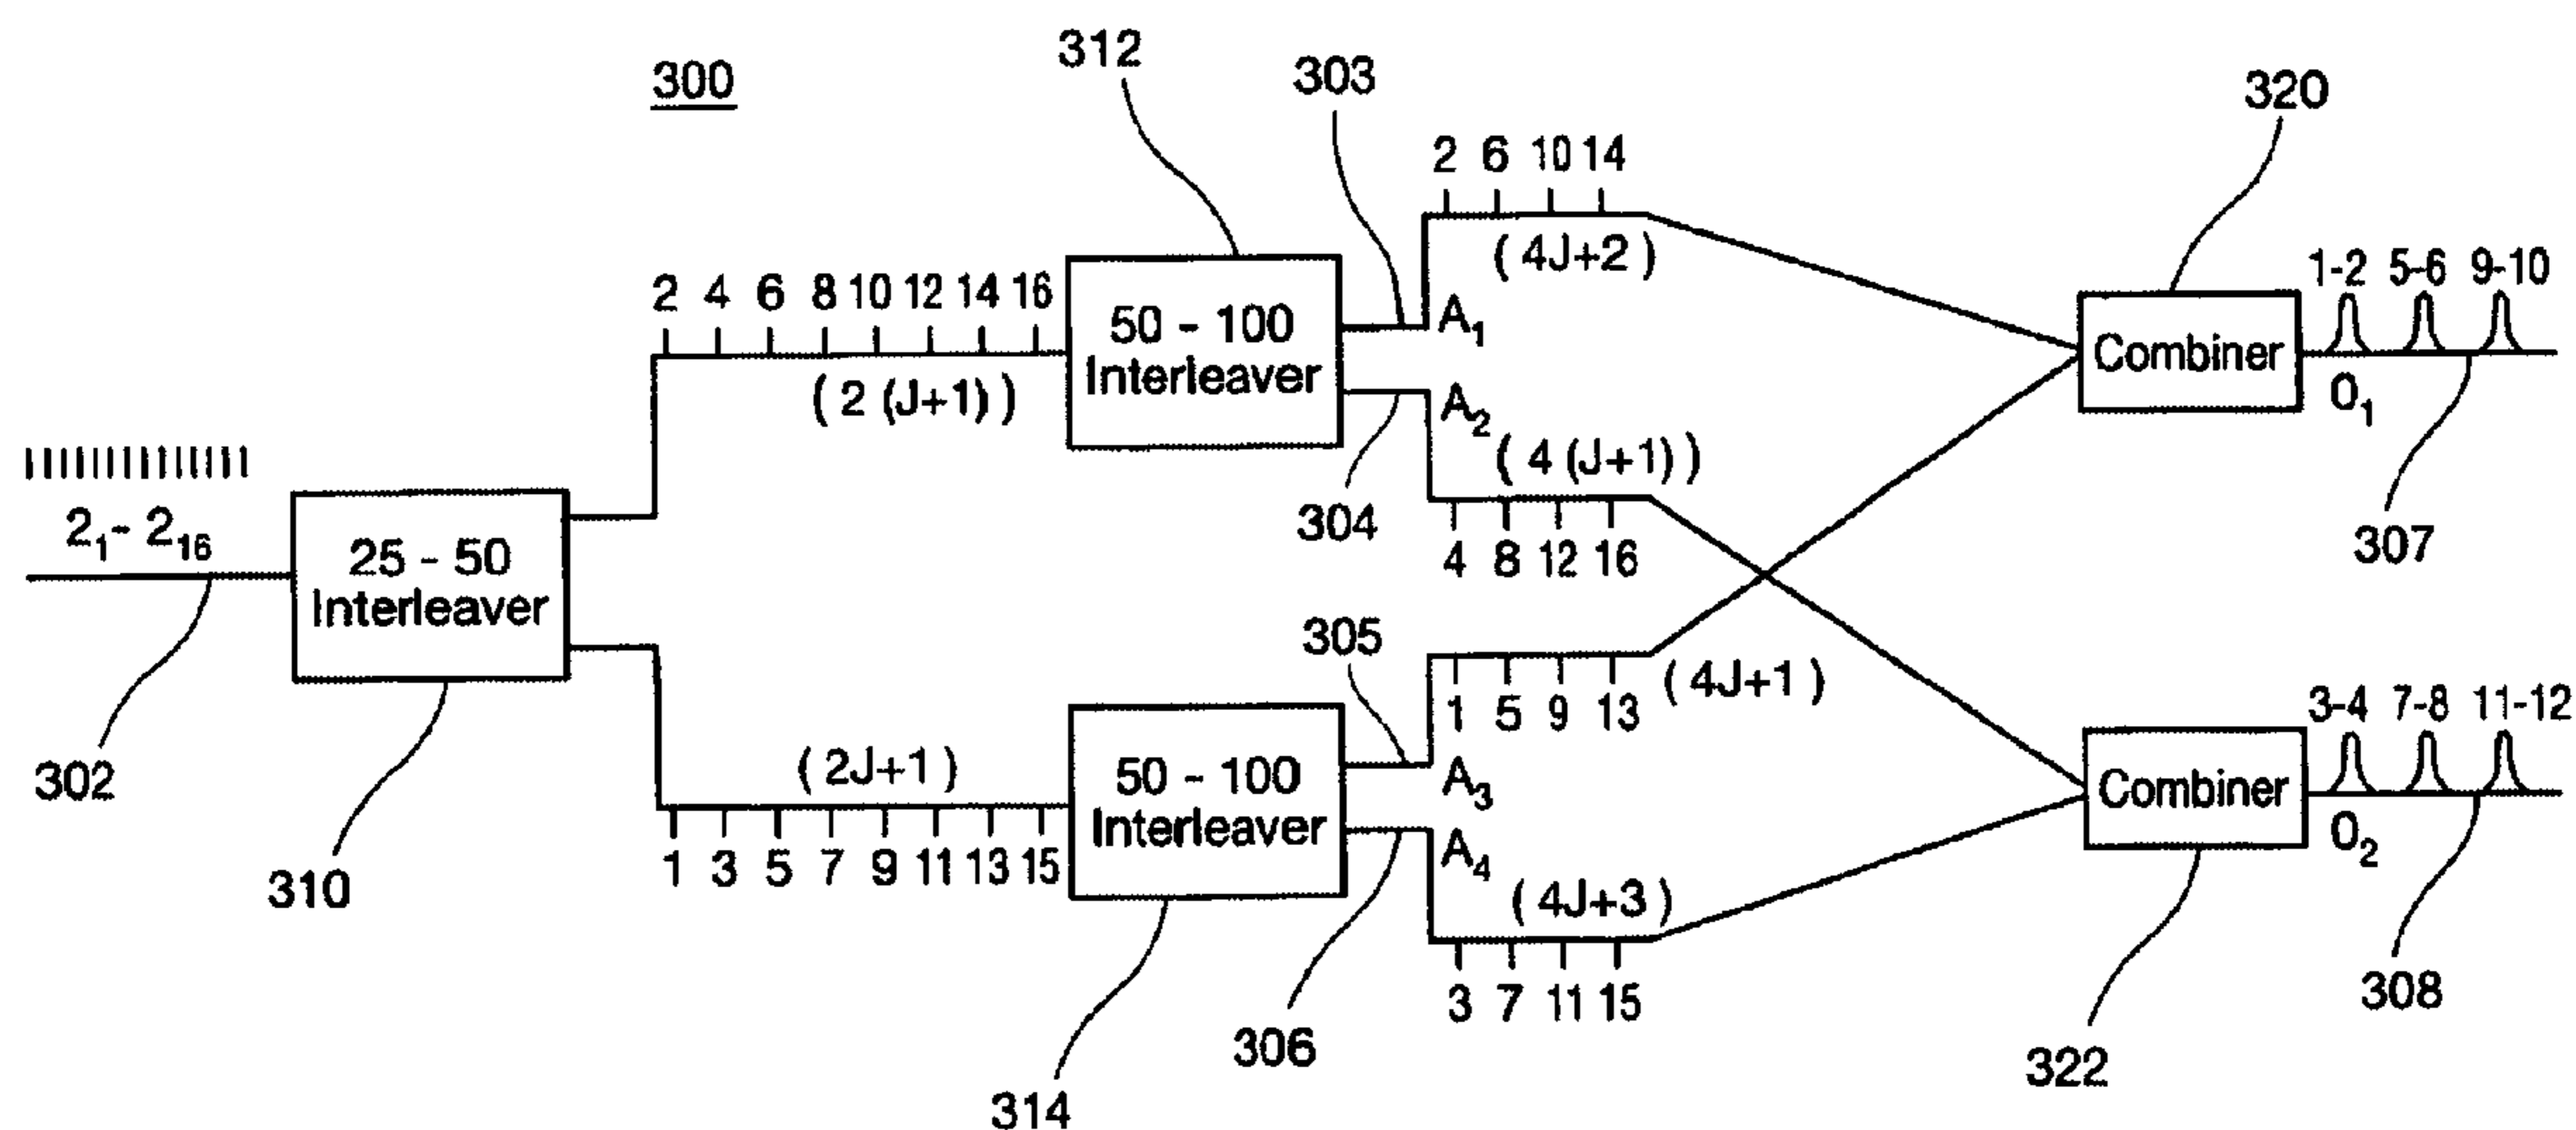 300
312
303
320
2 6 10 14
(4J+2)
1-2 5-6 9-10
2 4 6 8 10 12 14 16
50 - 100
Interleaver
A1
Combiner
(2 (J+1))
A2
O1
(4 (J+1))
21- 216
304
307
25 - 50
Interleaver
4 8 12 16
305
(4J+1)
3-4 7-8 11-12
302
(2J+1)
1 5 9 13
50 - 100
Interleaver
A3
Combiner
310
1 3 5 7 9 11 13 15
A4
O2
(4J+3)
308
3 7 11 15
306
322
314